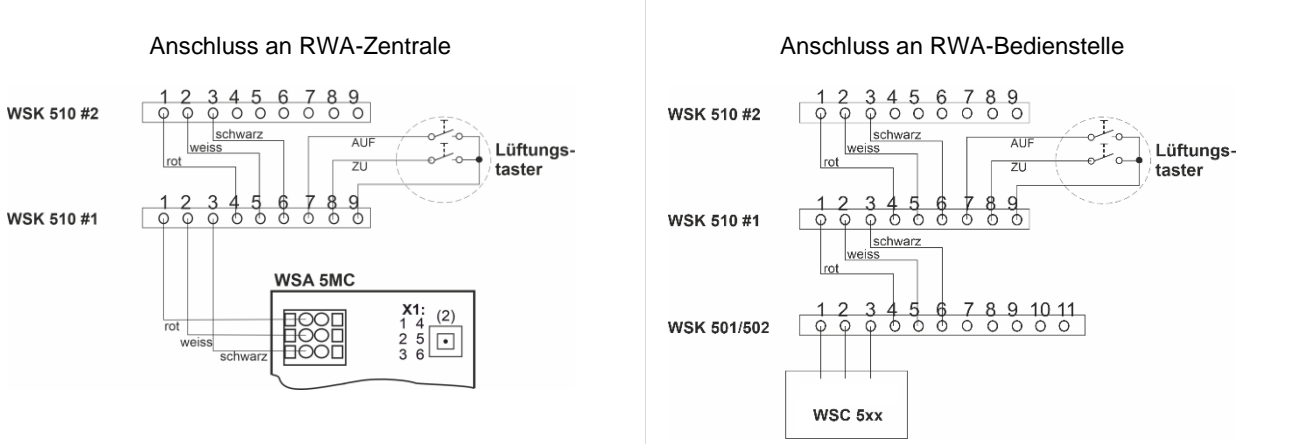 Anschluss an RWA-Zentrale
1 2 3 4 5 6 7 8 9
WSK 510 #2
schwarz
weiss
rot
AUF
ZU
Lüftungs-
taster
1 2 3 4 5 6 7 8 9
WSK 510 #1
WSA 5MC
rot
weiss
schwarz
X1:
1 4
2 5
3 6
(2)
Anschluss an RWA-Bedienstelle
1 2 3 4 5 6 7 8 9
WSK 510 #2
schwarz
weiss
rot
AUF
ZU
Lüftungs-
taster
1 2 3 4 5 6 7 8 9
WSK 510 #1
schwarz
weiss
rot
1 2 3 4 5 6 7 8 9 10 11
WSK 501/502
WSC 5xx